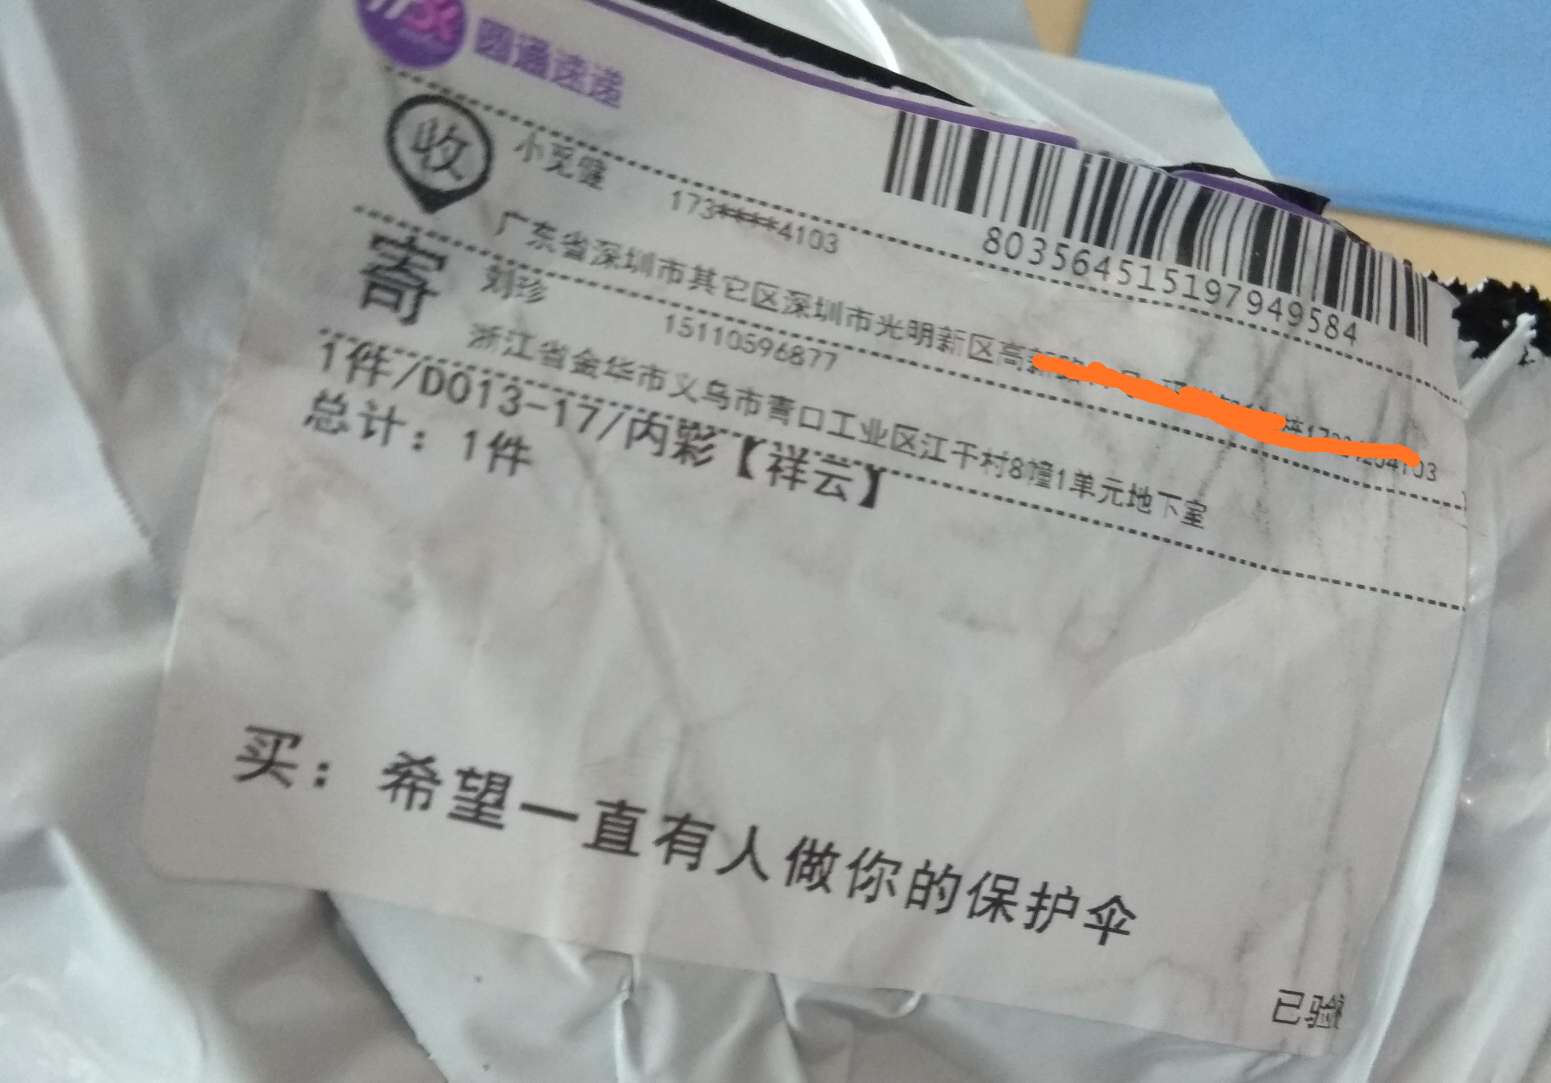 圆通速递
收
小觅健 173****4103
803564515197949584
广东省深圳市其它区深圳市光明新区高
寄
刘珍 15110596877
浙江省金华市义乌市青口工业区江干村8幢1单元地下室
1件/D013-17/内彩【祥云】
总计：1件
买：希望一直有人做你的保护伞
已验